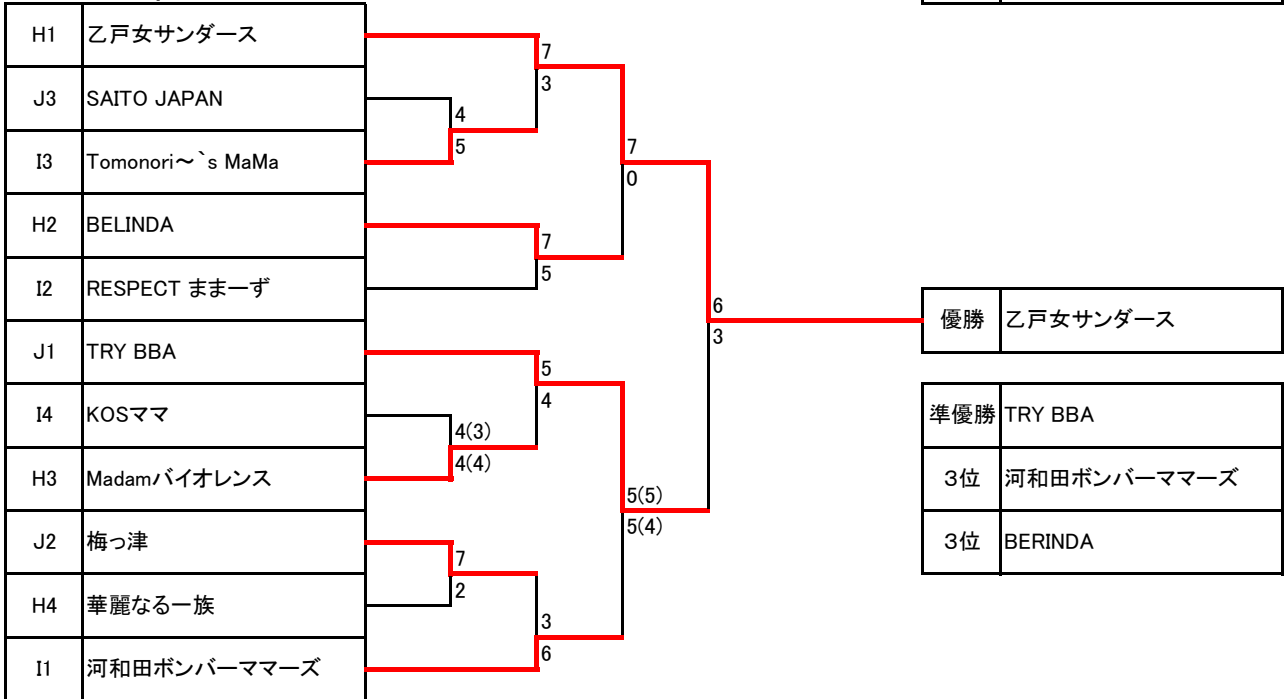 H1 乙戸女サンダース
7
3
J3 SAITO JAPAN
4
5
I3 Tomonori～`s MaMa
7
0
H2 BELINDA
7
5
I2 RESPECT ままーず
6
3
優勝 乙戸女サンダース
J1 TRY BBA
5
4
I4 KOSママ
4(3)
4(4)
準優勝 TRY BBA
H3 Madamバイオレンス
3位 河和田ボンバーママーズ
5(5)
5(4)
J2 梅っ津
7
2
3位 BERINDA
H4 華麗なる一族
3
6
I1 河和田ボンバーママーズ